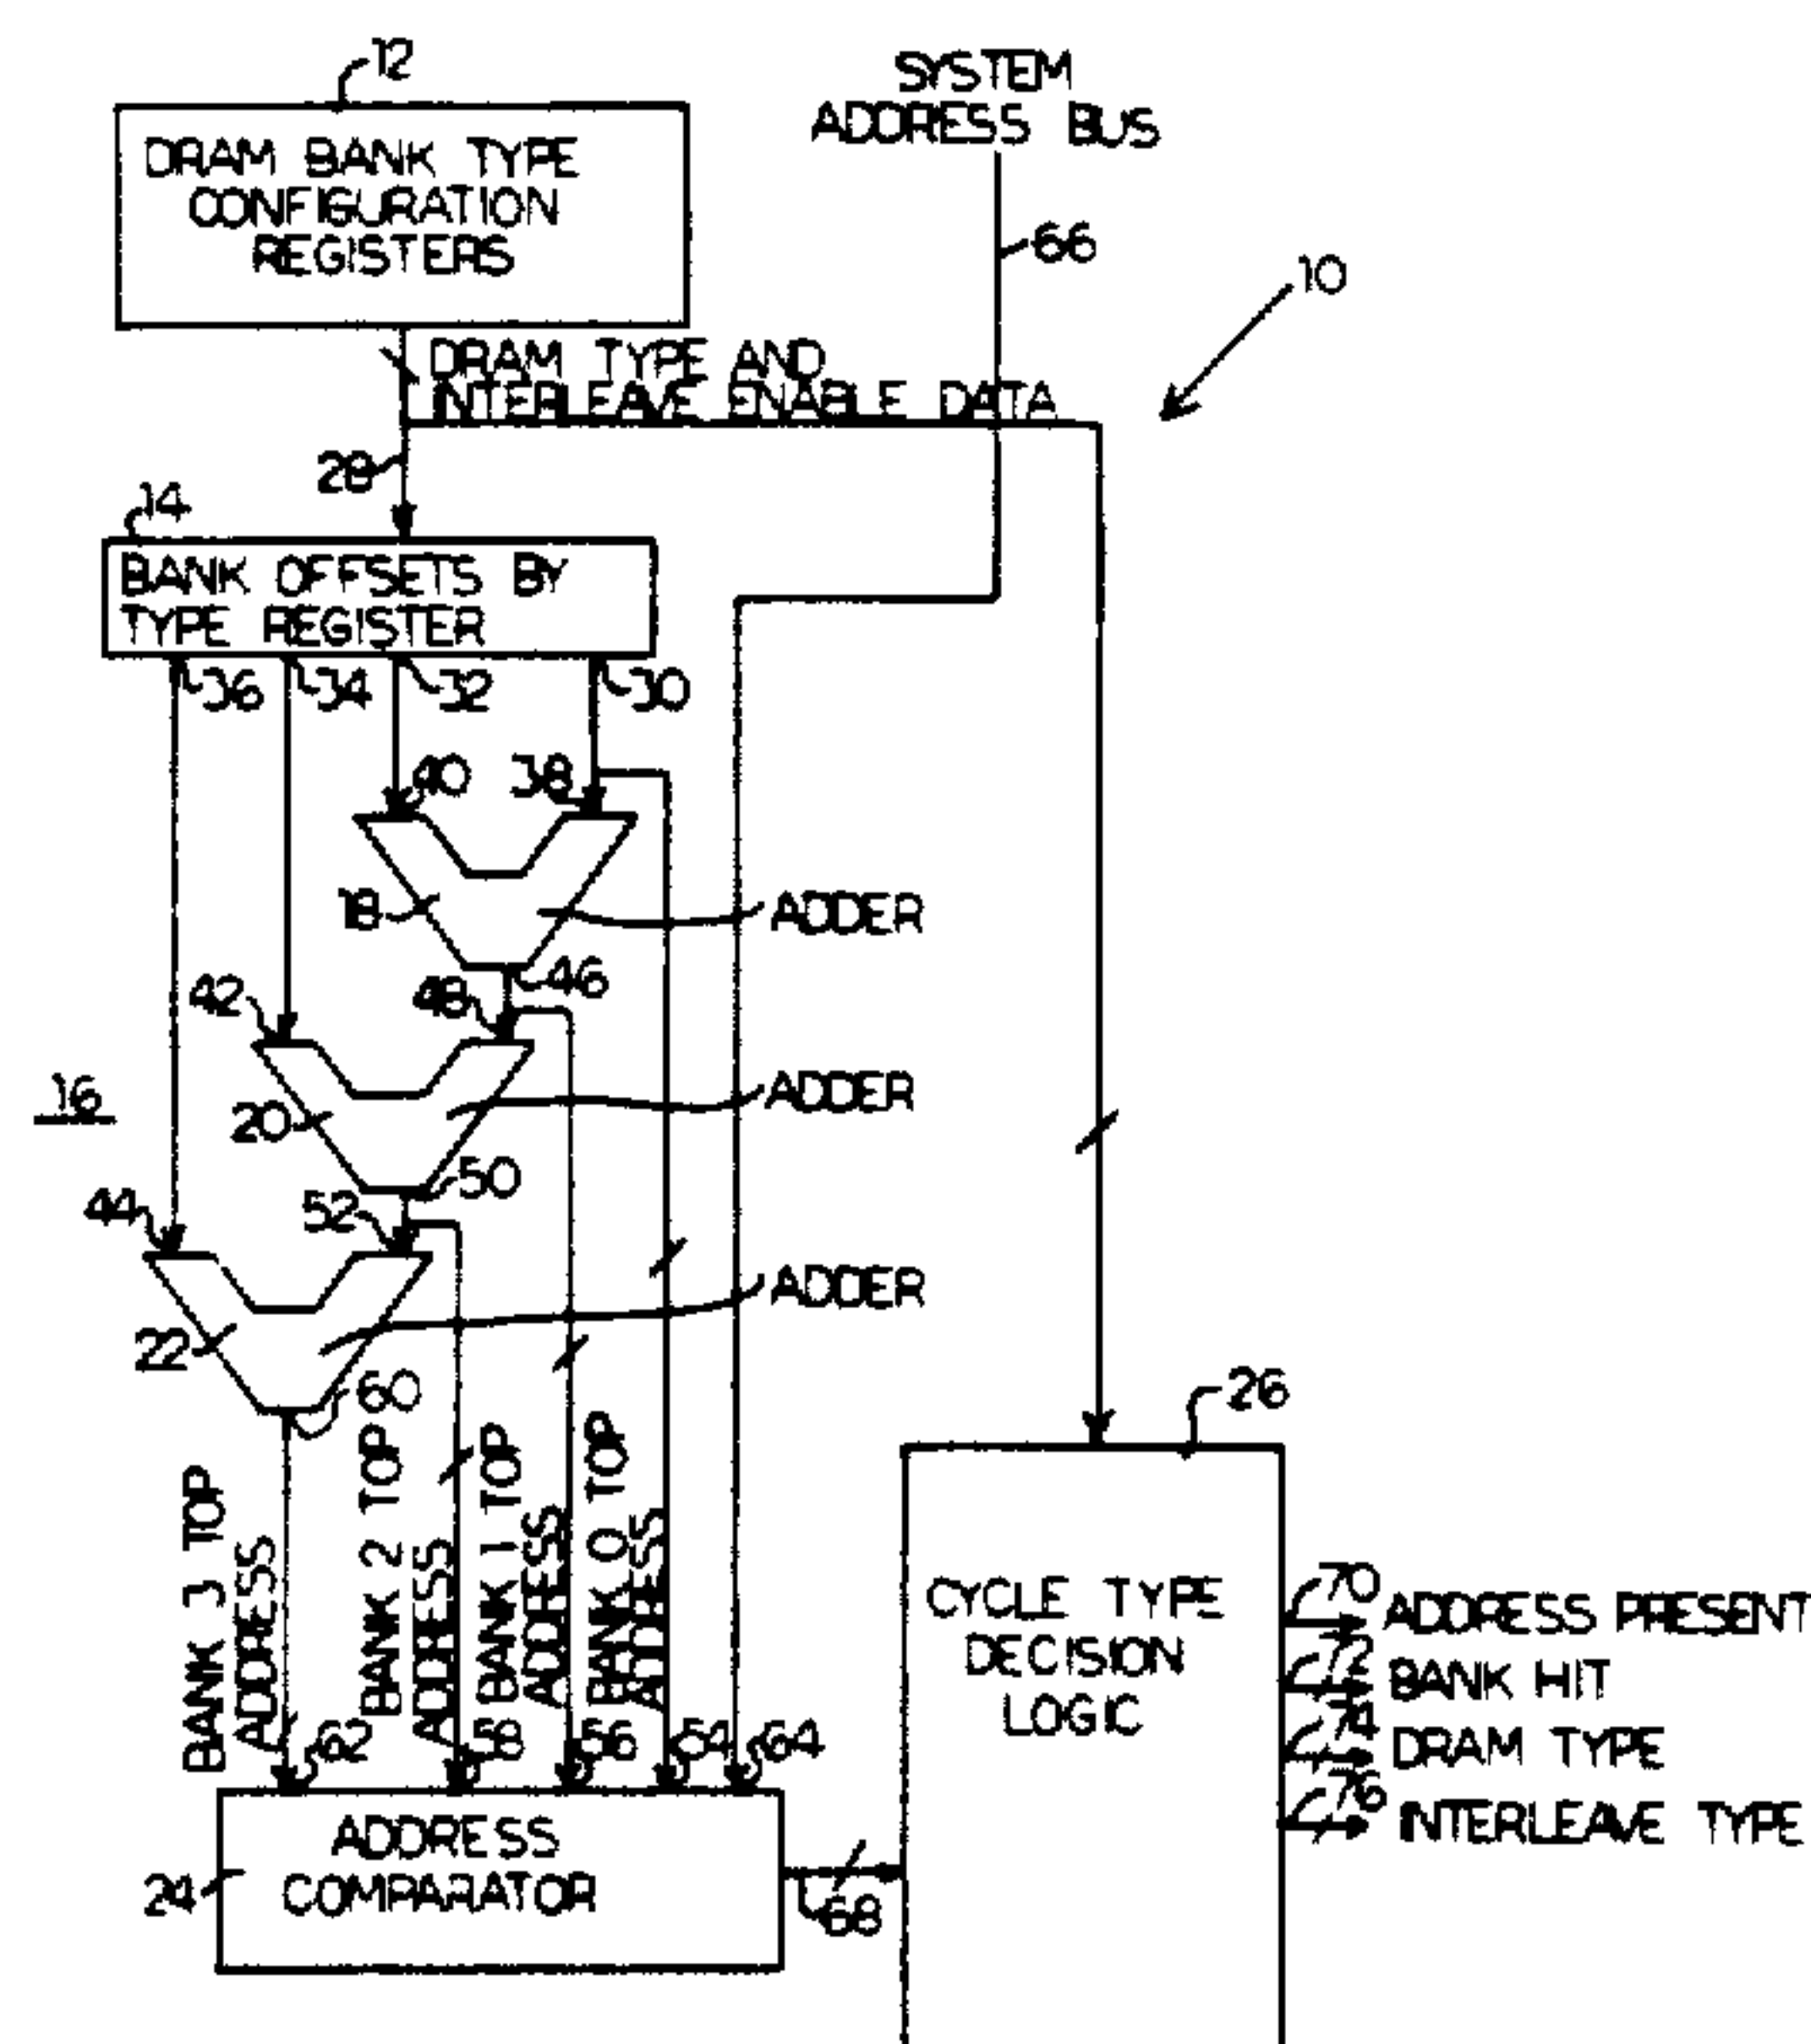 12
DRAM BANK TYPE
CONFIGURATION
REGISTERS
SYSTEM
ADDRESS BUS
66
10
DRAM TYPE AND
INTERLEAVE ENABLE DATA
28
14
BANK OFFSETS BY
TYPE REGISTER
36
34
32
30
40
38
18
ADDER
46
42
48
16
20
ADDER
50
44
52
22
ADDER
60
26
BANK 3 TOP
ADDRESS
BANK 2 TOP
ADDRESS
BANK 1 TOP
ADDRESS
BANK 0 TOP
ADDRESS
62
58
56
54
64
CYCLE TYPE
DECISION
LOGIC
70
ADDRESS PRESENT
72
BANK HIT
74
DRAM TYPE
76
INTERLEAVE TYPE
ADDRESS
COMPARATOR
24
68